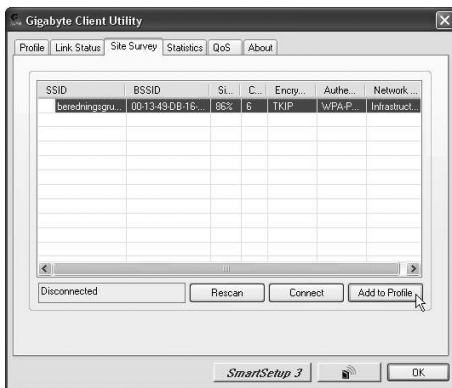 Gigabyte Client Utility
Profile Link Status Site Survey Statistics QoS About
SSID BSSID Si... C... Encry... Authe... Network ...
beredningsgru... 00-13-49-DB-16-... 86% 6 TKIP WPA-P... Infrastruct...
Disconnected Rescan Connect Add to Profile
SmartSetup 3 OK